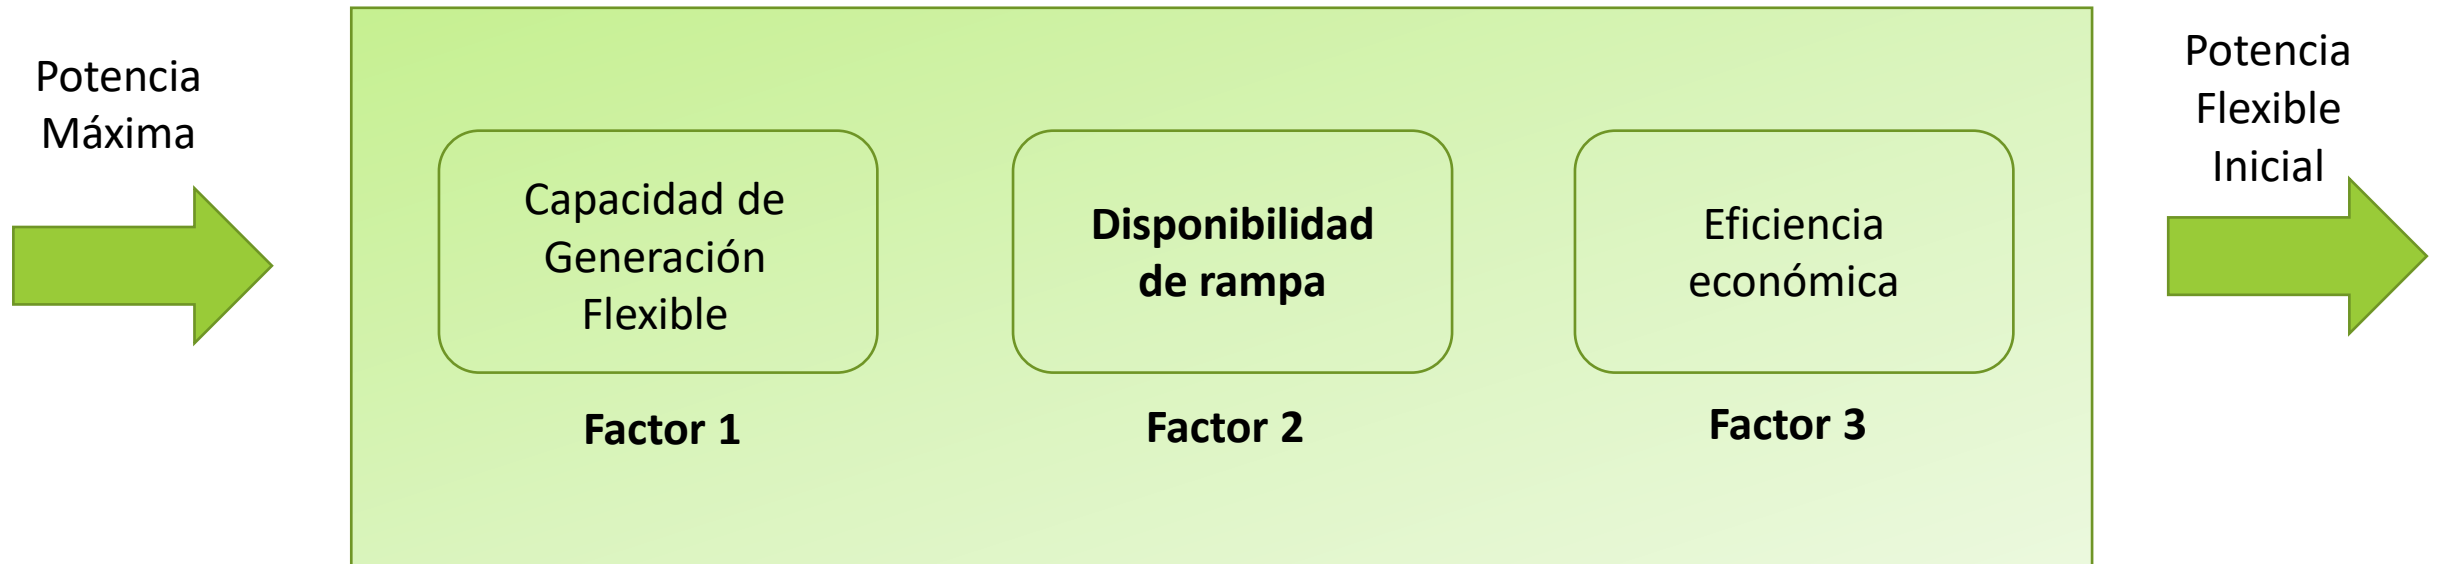 Potencia
Máxima
Capacidad de
Generación
Flexible
Factor 1
Disponibilidad
de rampa
Factor 2
Eficiencia
económica
Factor 3
Potencia
Flexible
Inicial